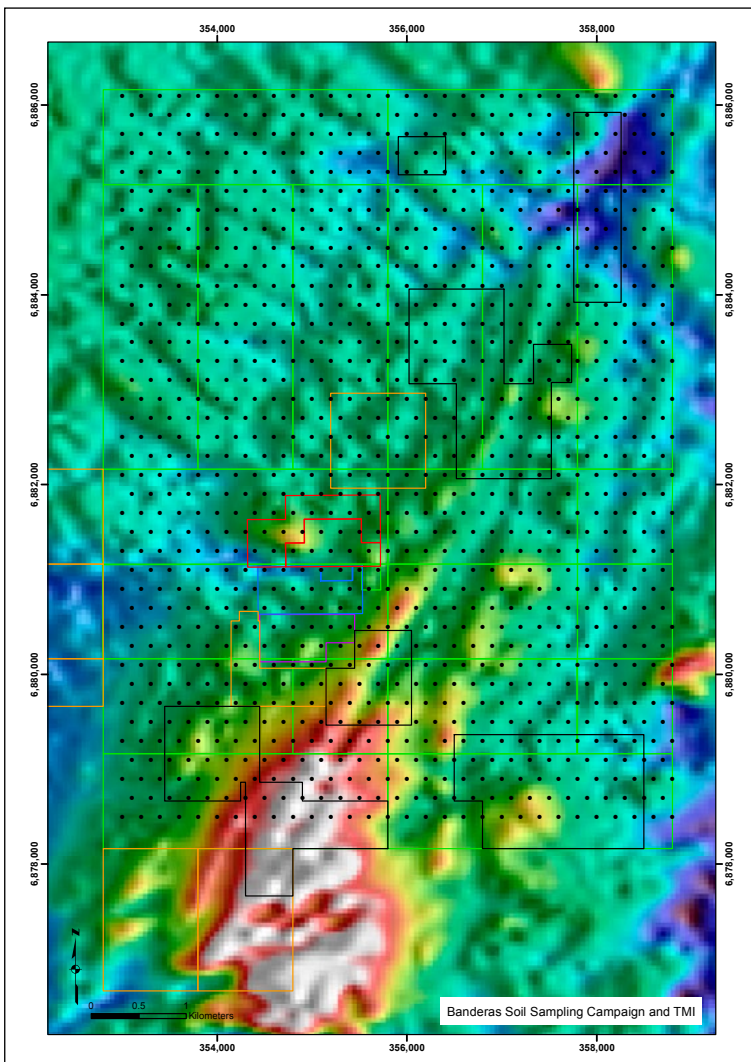 354,000 356,000 358,000
6,886,000 6,886,000
6,884,000 6,884,000
6,882,000 6,882,000
6,880,000 6,880,000
6,878,000 6,878,000
Z
0 0.5 1
Kilometers
Banderas Soil Sampling Campaign and TMI
354,000 356,000 358,000